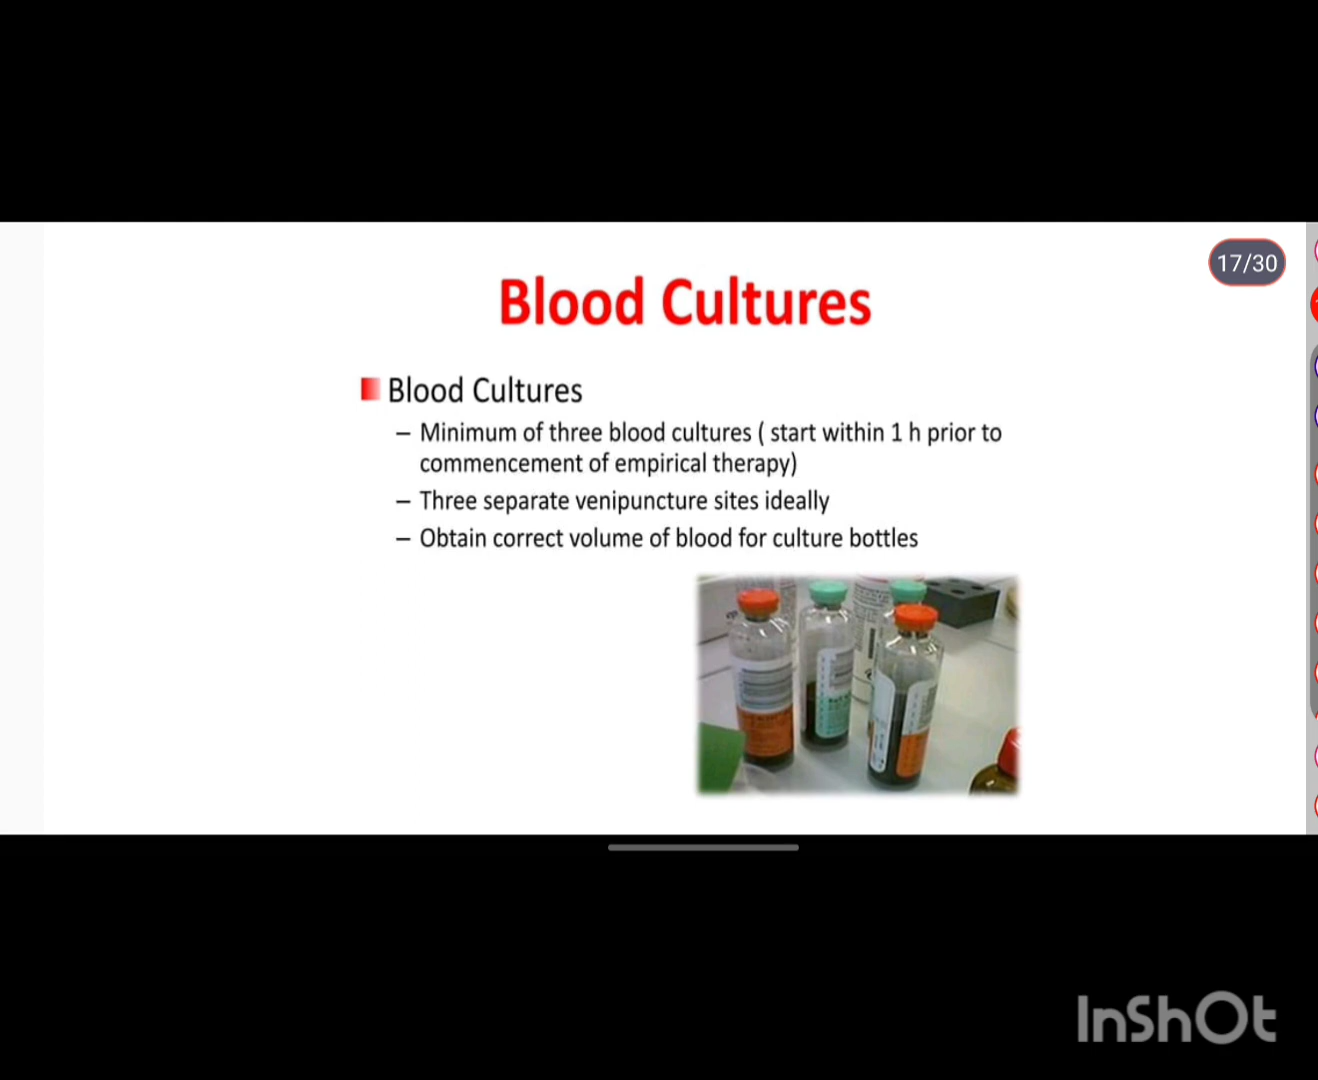 17/30
Blood Cultures
Blood Cultures
– Minimum of three blood cultures ( start within 1 h prior to
commencement of empirical therapy)
– Three separate venipuncture sites ideally
– Obtain correct volume of blood for culture bottles
InShOt